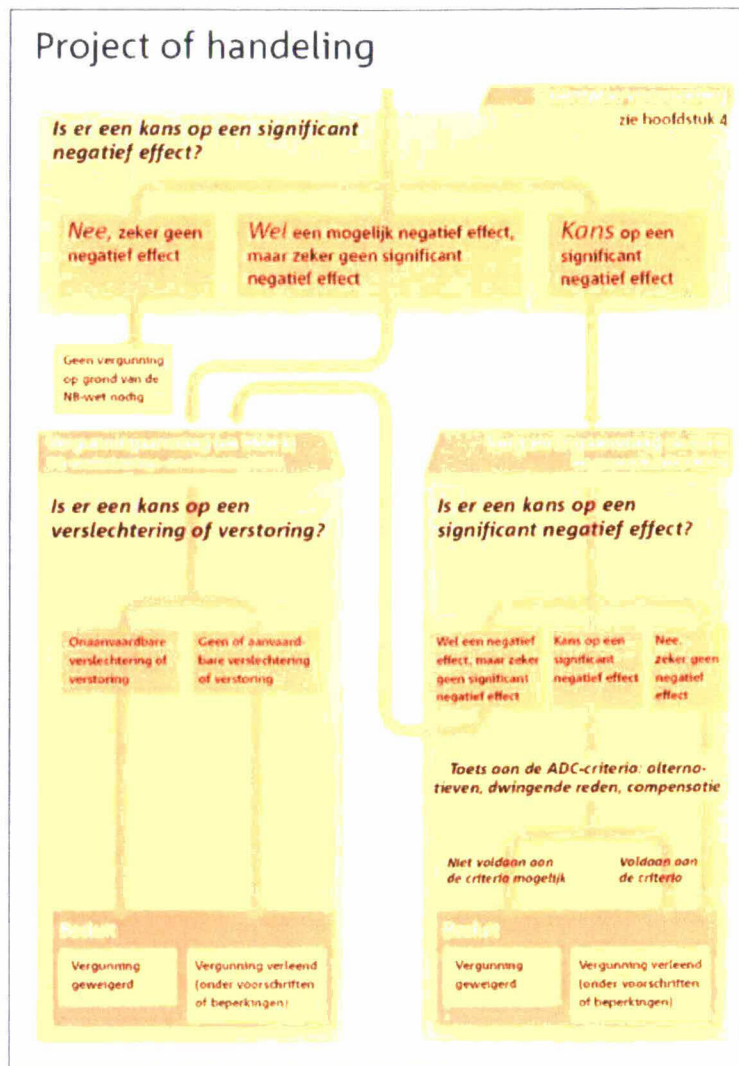 Project of handeling
zie hoofdstuk 4
Is er een kans op een significant
negatief effect?
Nee, zeker geen
negatief effect
Wel een mogelijk negatief effect,
maar zeker geen significant
negatief effect
Kans op een
significant
negatief effect
Geen vergunning
op grond van de
NB-wet nodig
Is er een kans op een
verslechtering of verstoring?
Onaanvaardbare
verslechtering of
verstoring
Geen of aanvaard-
bare verslechtering
of verstoring
Besluit
Vergunning
geweigerd
Vergunning verleend
(onder voorschriften
of beperkingen)
Is er een kans op een
significant negatief effect?
Wel een negatief
effect, maar zeker
geen significant
negatief effect
Kans op een
significant
negatief effect
Nee,
zeker geen
negatief
effect
Toets aan de ADC-criteria: alterna-
tieven, dwingende reden, compensatie
Niet voldaan aan
de criteria mogelijk
Voldaan aan
de criteria
Besluit
Vergunning
geweigerd
Vergunning verleend
(onder voorschriften
of beperkingen)